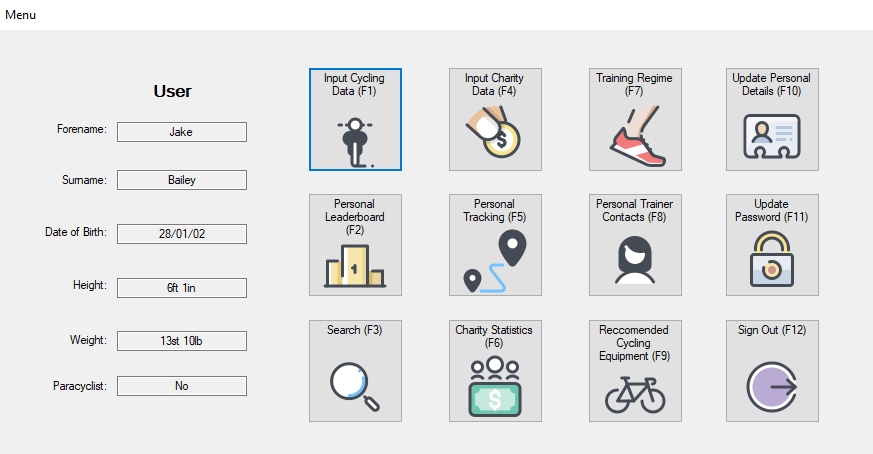 Menu
User
Forename: Jake
Surname: Bailey
Date of Birth: 28/01/02
Height: 6ft 1in
Weight: 13st 10lb
Paracyclist: No
Input Cycling
Data (F1)
Input Charity
Data (F4)
Training Regime
(F7)
Update Personal
Details (F10)
Personal
Leaderboard
(F2)
1
Personal
Tracking (F5)
Personal Trainer
Contacts (F8)
Update
Password (F11)
Search (F3)
Charity Statistics
(F6)
Reccomended
Cycling
Equipment (F9)
Sign Out (F12)
$
$